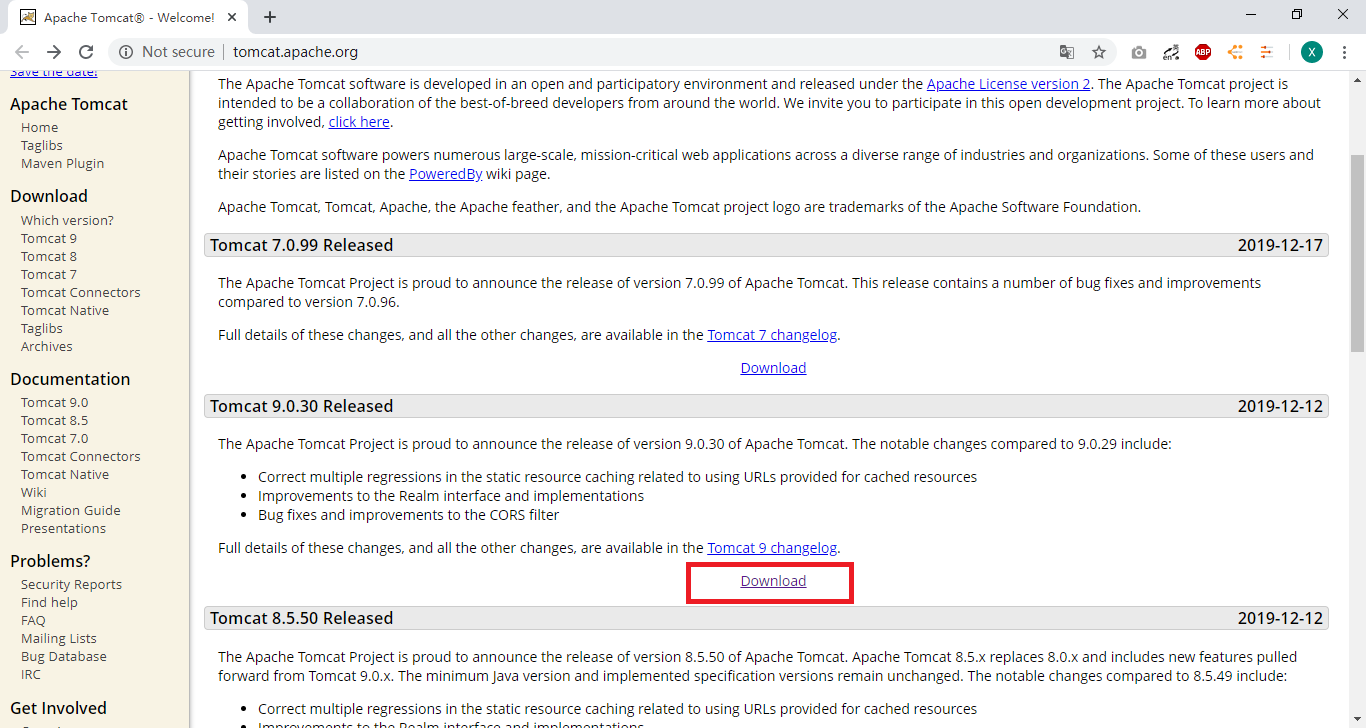 Apache Tomcat® - Welcome!
Not secure
tomcat.apache.org
en
ABP
X
Save the date!
Apache Tomcat
Home
Taglibs
Maven Plugin
Download
Which version?
Tomcat 9
Tomcat 8
Tomcat 7
Tomcat Connectors
Tomcat Native
Taglibs
Archives
Documentation
Tomcat 9.0
Tomcat 8.5
Tomcat 7.0
Tomcat Connectors
Tomcat Native
Wiki
Migration Guide
Presentations
Problems?
Security Reports
Find help
FAQ
Mailing Lists
Bug Database
IRC
Get Involved
The Apache Tomcat software is developed in an open and participatory environment and released under the Apache License version 2. The Apache Tomcat project is
intended to be a collaboration of the best-of-breed developers from around the world. We invite you to participate in this open development project. To learn more about
getting involved, click here.
Apache Tomcat software powers numerous large-scale, mission-critical web applications across a diverse range of industries and organizations. Some of these users and
their stories are listed on the PoweredBy wiki page.
Apache Tomcat, Tomcat, Apache, the Apache feather, and the Apache Tomcat project logo are trademarks of the Apache Software Foundation.
Tomcat 7.0.99 Released 2019-12-17
The Apache Tomcat Project is proud to announce the release of version 7.0.99 of Apache Tomcat. This release contains a number of bug fixes and improvements
compared to version 7.0.96.
Full details of these changes, and all the other changes, are available in the Tomcat 7 changelog.
Download
Tomcat 9.0.30 Released 2019-12-12
The Apache Tomcat Project is proud to announce the release of version 9.0.30 of Apache Tomcat. The notable changes compared to 9.0.29 include:
• Correct multiple regressions in the static resource caching related to using URLs provided for cached resources
• Improvements to the Realm interface and implementations
• Bug fixes and improvements to the CORS filter
Full details of these changes, and all the other changes, are available in the Tomcat 9 changelog.
Download
Tomcat 8.5.50 Released 2019-12-12
The Apache Tomcat Project is proud to announce the release of version 8.5.50 of Apache Tomcat. Apache Tomcat 8.5.x replaces 8.0.x and includes new features pulled
forward from Tomcat 9.0.x. The minimum Java version and implemented specification versions remain unchanged. The notable changes compared to 8.5.49 include:
• Correct multiple regressions in the static resource caching related to using URLs provided for cached resources
Improvements to the Realm interface and implementations